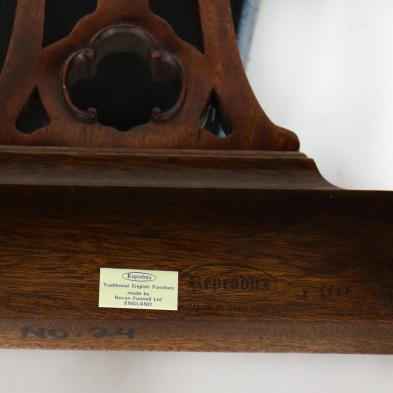 Reprodux
Traditional English Furniture
made by
Bevan Funnell Ltd
ENGLAND
Reprodux
NO. 24